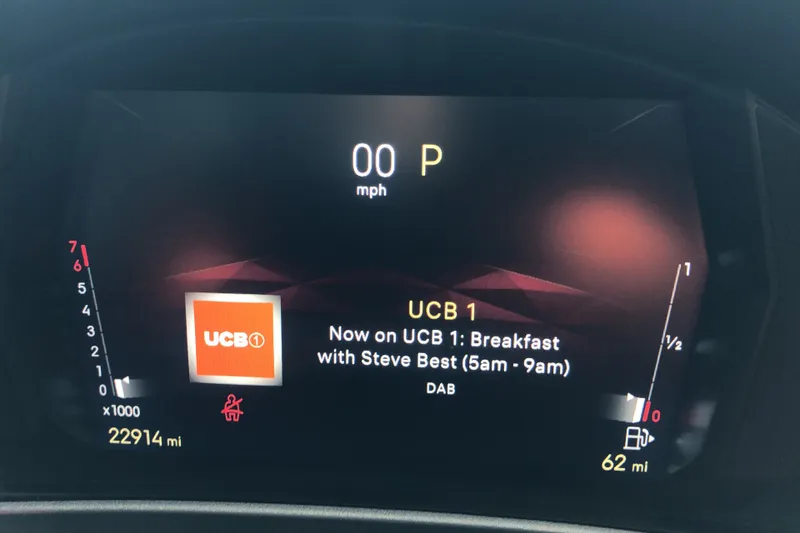 00 P
mph
7
6
5
4
3
2
1
0
x1000
22914 mi
UCB1
UCB 1
Now on UCB 1: Breakfast
with Steve Best (5am - 9am)
DAB
1
1/2
0
62 mi